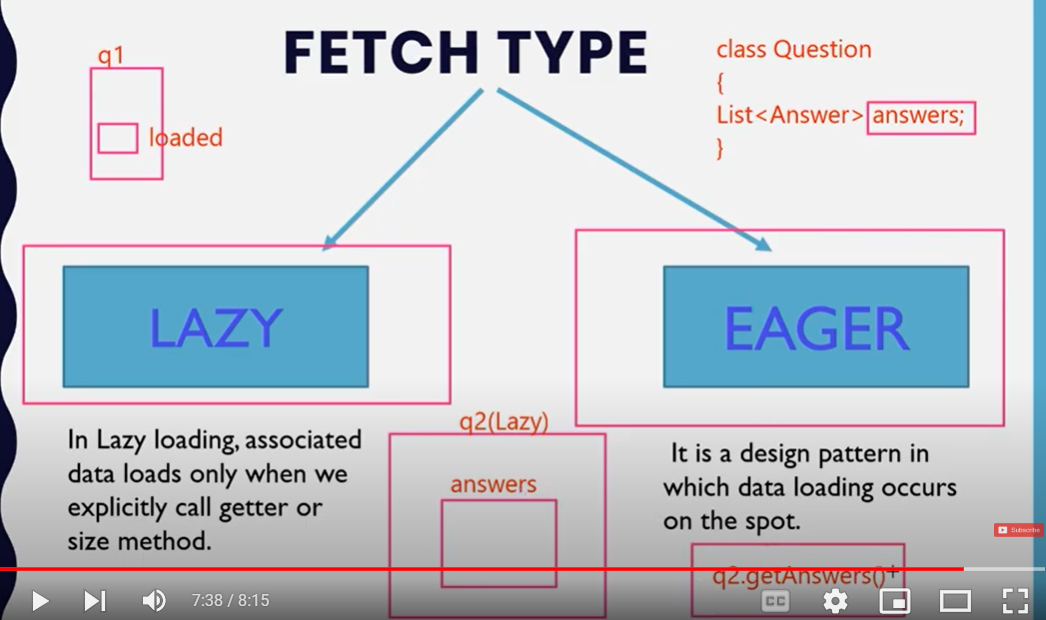 FETCH TYPE
q1
loaded
class Question
{
List<Answer> answers;
}
LAZY
EAGER
In Lazy loading, associated
data loads only when we
explicitly call getter or
size method.
q2(Lazy)
answers
It is a design pattern in
which data loading occurs
on the spot.
q2.getAnswers()
Subscribe
7:38 / 8:15
CC